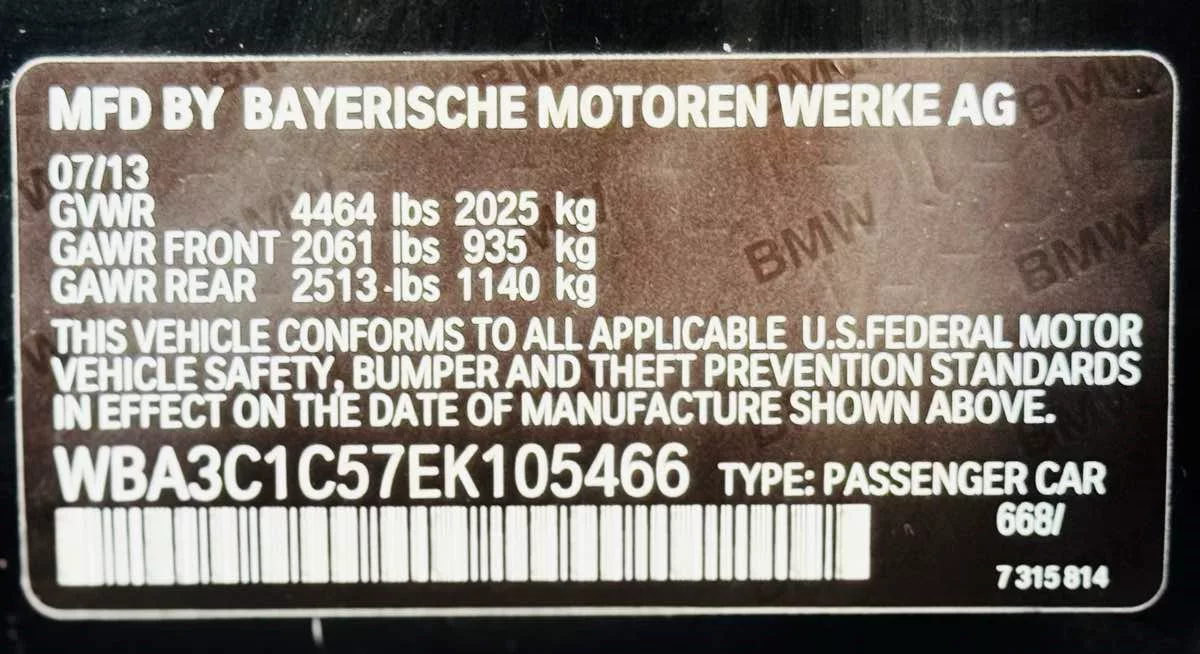 MFD BY BAYERISCHE MOTOREN WERKE AG
07/13
GVWR 4464 lbs 2025 kg
GAWR FRONT 2061 lbs 935 kg
GAWR REAR 2513 lbs 1140 kg
THIS VEHICLE CONFORMS TO ALL APPLICABLE U.S.FEDERAL MOTOR
VEHICLE SAFETY, BUMPER AND THEFT PREVENTION STANDARDS
IN EFFECT ON THE DATE OF MANUFACTURE SHOWN ABOVE.
WBA3C1C57EK105466 TYPE: PASSENGER CAR
668/
7 315 814
BMW
BMW
BMW